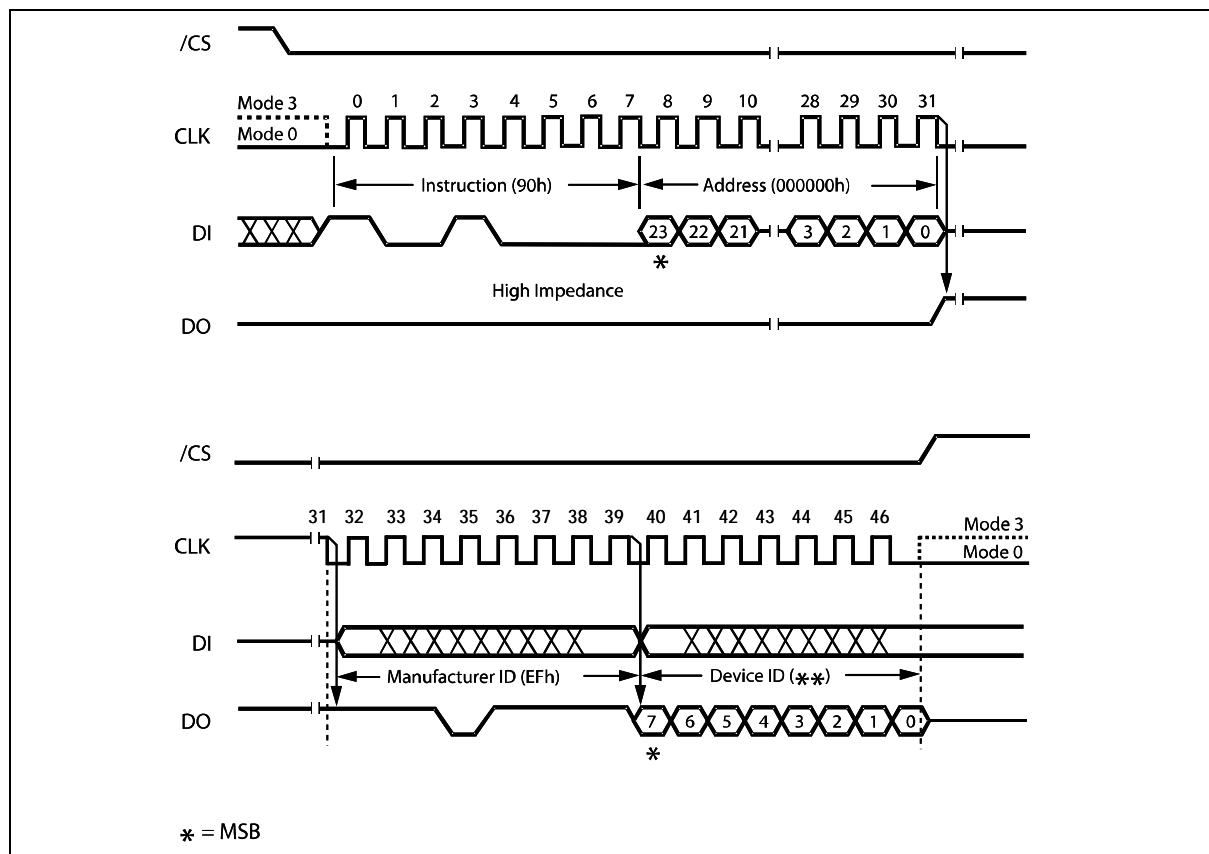 /CS
Mode 3
0 1 2 3 4 5 6 7 8 9 10 28 29 30 31
CLK
Mode 0
Instruction (90h) Address (000000h)
DI
23 22 21 3 2 1 0
*
High Impedance
DO
/CS
31 32 33 34 35 36 37 38 39 40 41 42 43 44 45 46
Mode 3
CLK
Mode 0
DI
Manufacturer ID (EFh) Device ID (**)
DO
7 6 5 4 3 2 1 0
*
* = MSB